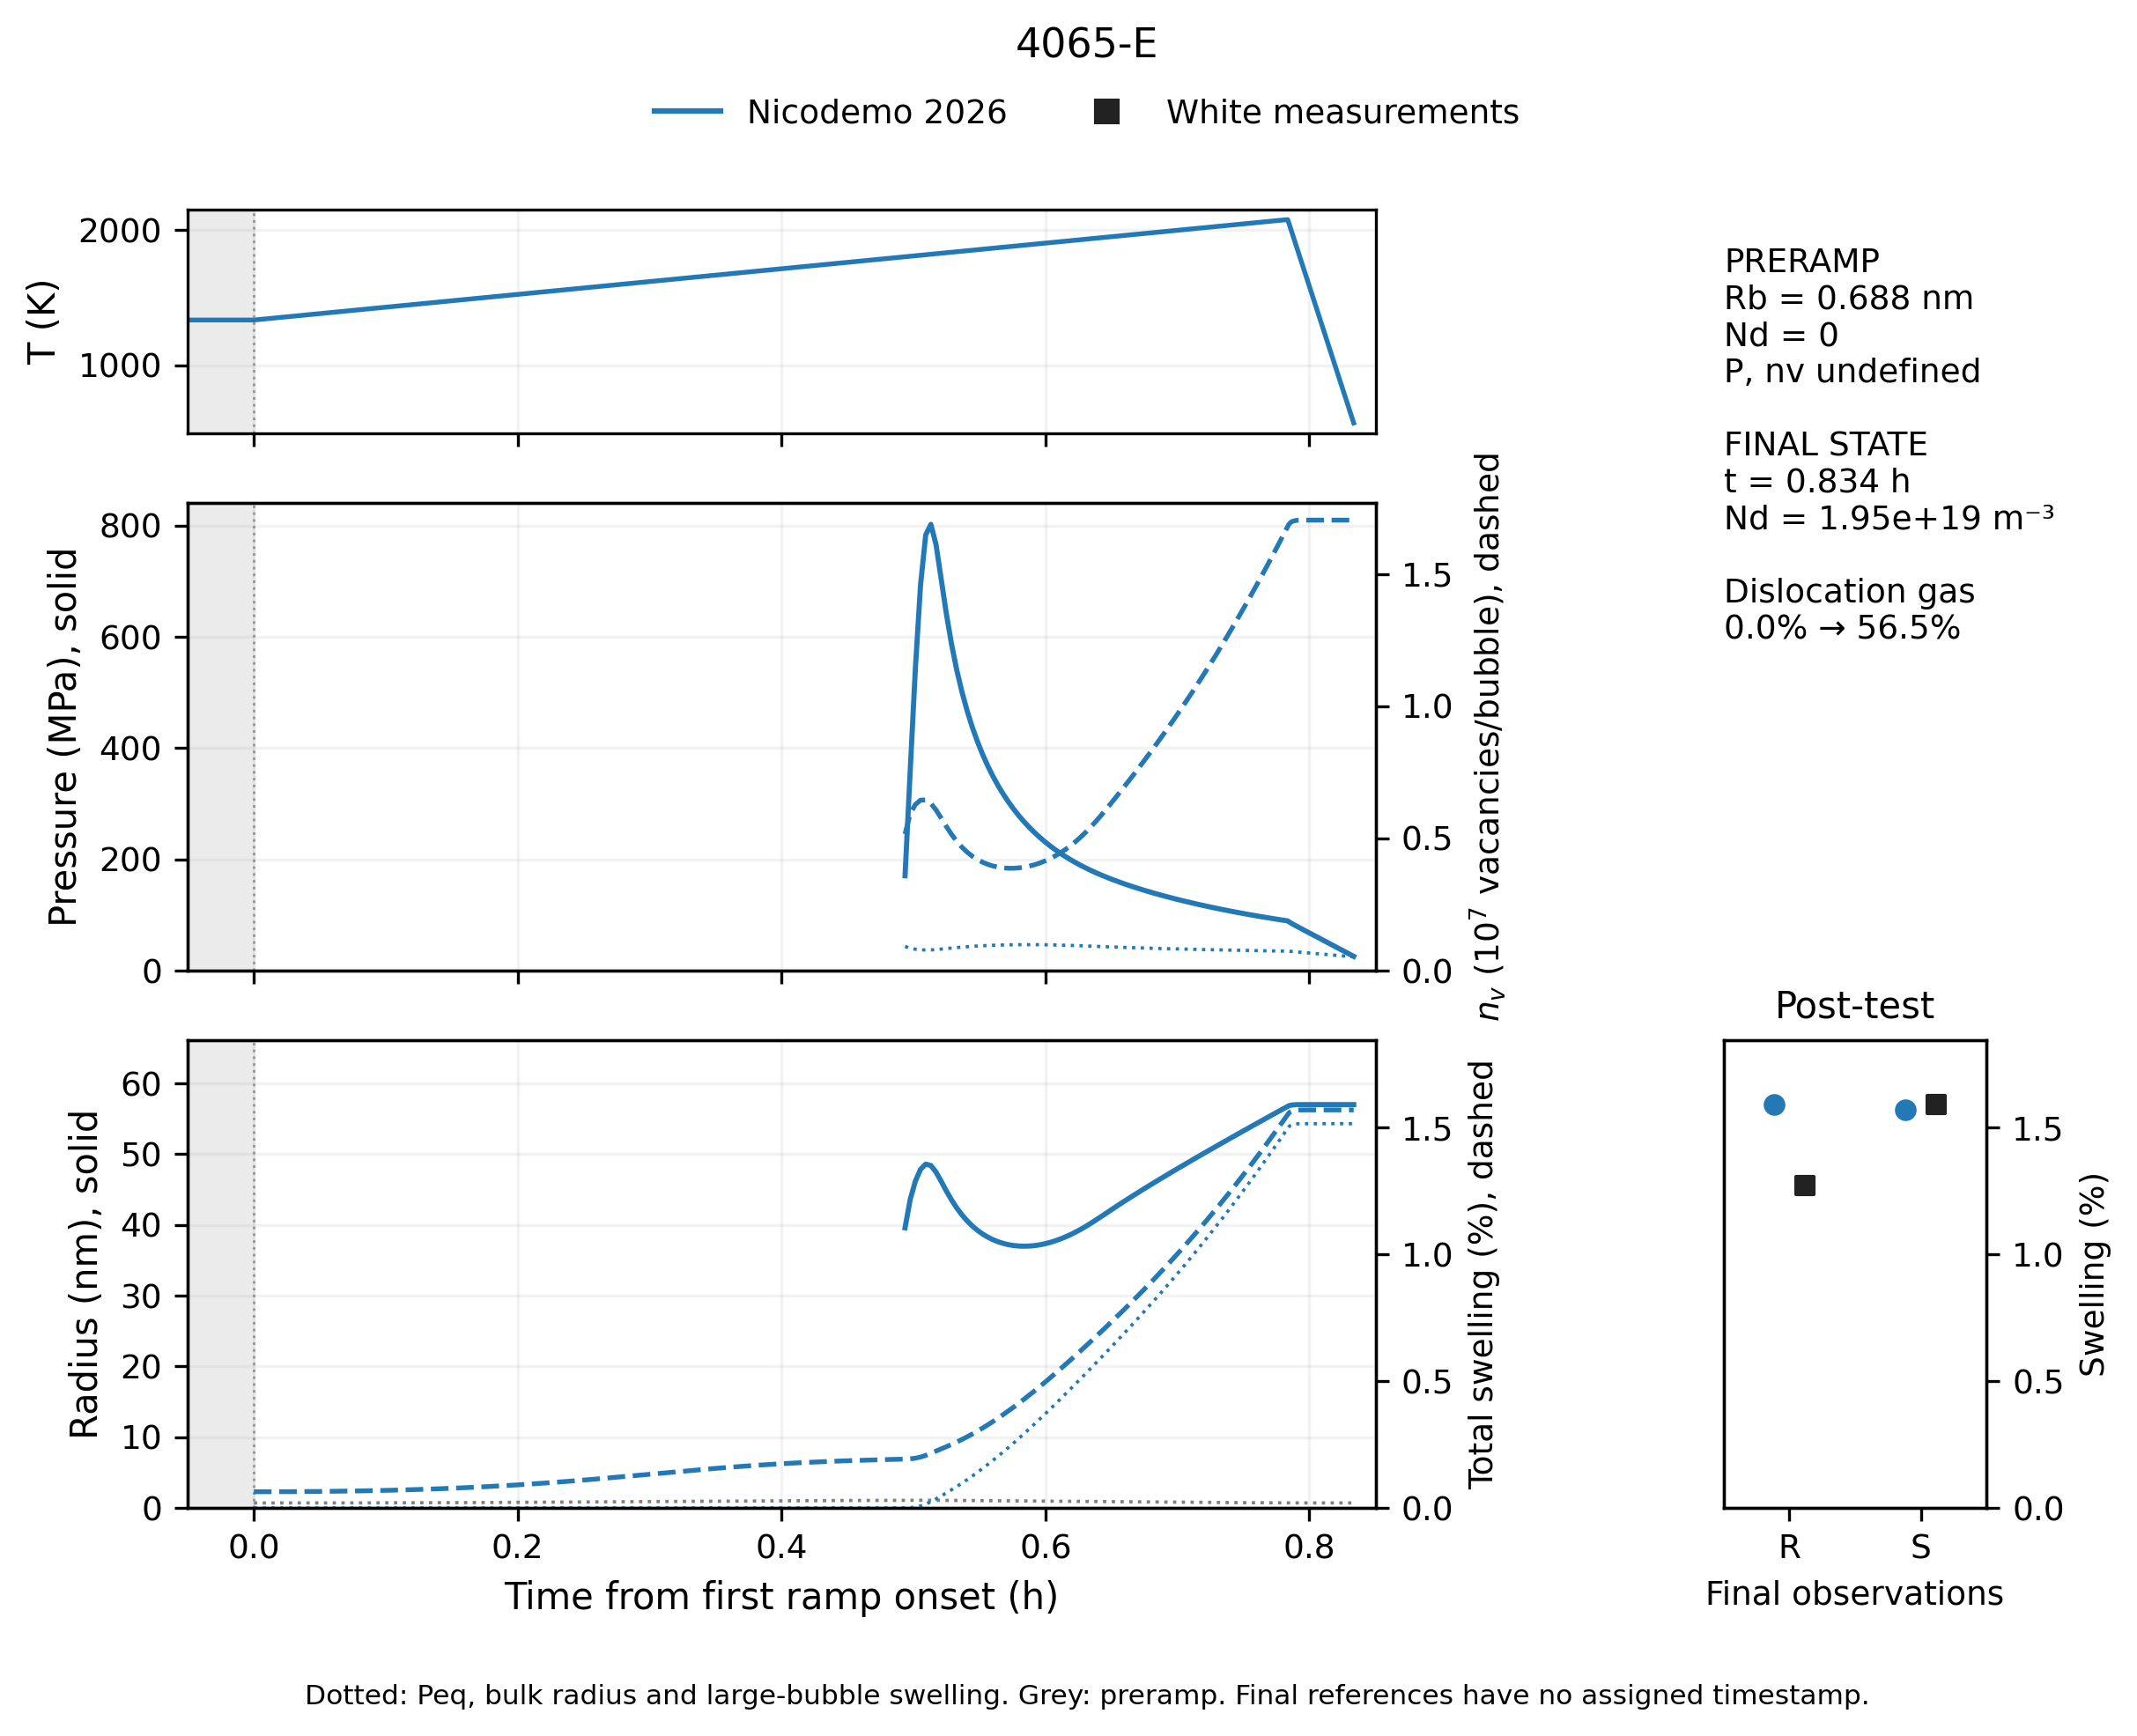 4065-E
Nicodemo 2026
White measurements
T (K)
2000
1000
PRERAMP
Rb = 0.688 nm
Nd = 0
P, nv undefined
FINAL STATE
t = 0.834 h
Nd = 1.95e+19 m⁻³
Dislocation gas
0.0% → 56.5%
Pressure (MPa), solid
800
600
400
200
0
1.5
1.0
0.5
0.0
nᵥ (10⁷ vacancies/bubble), dashed
Radius (nm), solid
60
50
40
30
20
10
0
1.5
1.0
0.5
0.0
Total swelling (%), dashed
0.0
0.2
0.4
0.6
0.8
Time from first ramp onset (h)
Post-test
1.5
1.0
0.5
0.0
Swelling (%)
R
S
Final observations
Dotted: Peq, bulk radius and large-bubble swelling. Grey: preramp. Final references have no assigned timestamp.